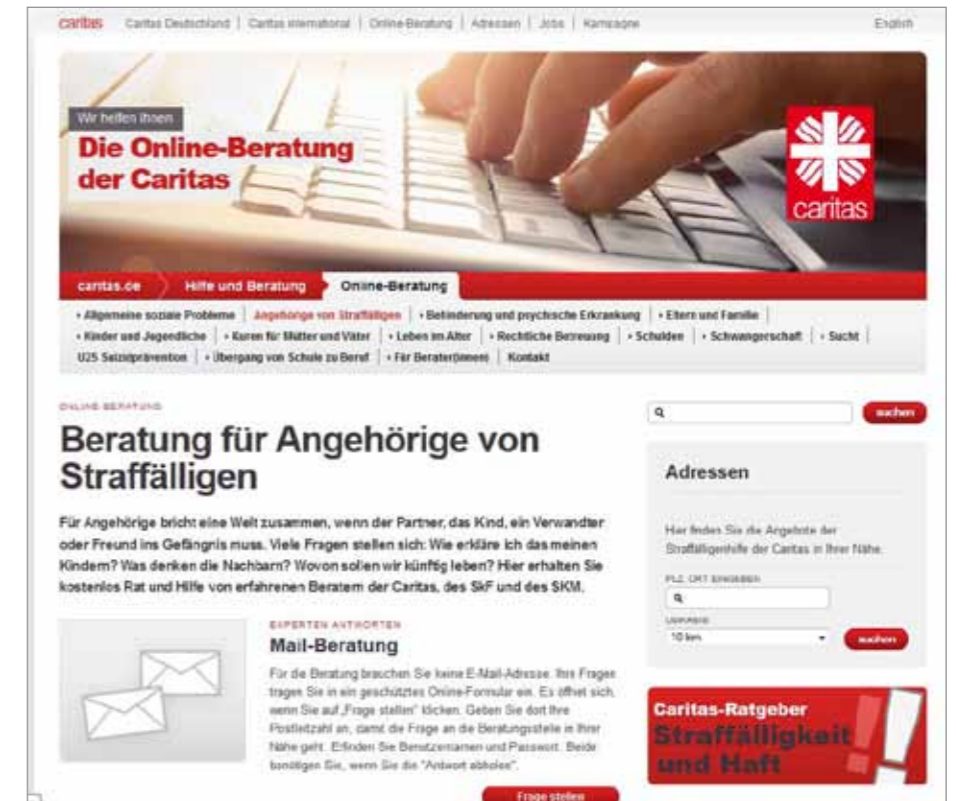 caritas Caritas Deutschland | Caritas international | Online-Beratung | Adressen | Jobs | Kampagne English
Wir helfen Ihnen
Die Online-Beratung
der Caritas
caritas
caritas.de Hilfe und Beratung Online-Beratung
Allgemeine soziale Probleme | Angehörige von Straffälligen | Behinderung und psychische Erkrankung | Eltern und Familie |
Kinder und Jugendliche | Kuren für Mütter und Väter | Leben im Alter | Rechtliche Betreuung | Schulden | Schwangerschaft | Sucht |
U25 Suizidprävention | Übergang von Schule zu Beruf | Für Berater(innen) | Kontakt
ONLINE-BERATUNG
Beratung für Angehörige von
Straffälligen
Für Angehörige bricht eine Welt zusammen, wenn der Partner, das Kind, ein Verwandter
oder Freund ins Gefängnis muss. Viele Fragen stellen sich: Wie erkläre ich das meinen
Kindern? Was denken die Nachbarn? Wovon sollen wir künftig leben? Hier erhalten Sie
kostenlos Rat und Hilfe von erfahrenen Beratern der Caritas, des SkF und des SKM.
EXPERTEN ANTWORTEN
Mail-Beratung
Für die Beratung brauchen Sie keine E-Mail-Adresse. Ihre Fragen
tragen Sie in ein geschütztes Online-Formular ein. Es öffnet sich,
wenn Sie auf „Frage stellen" klicken. Geben Sie dort Ihre
Postleitzahl an, damit die Frage an die Beratungsstelle in Ihrer
Nähe geht. Erfinden Sie Benutzernamen und Passwort. Beide
benötigen Sie, wenn Sie die "Antwort abholen".
Frage stellen
suchen
Adressen
Hier finden Sie die Angebote der
Straffälligenhilfe der Caritas in Ihrer Nähe.
PLZ, ORT EINGEBEN
UMKREIS
10 km suchen
Caritas-Ratgeber
Straffälligkeit
und Haft